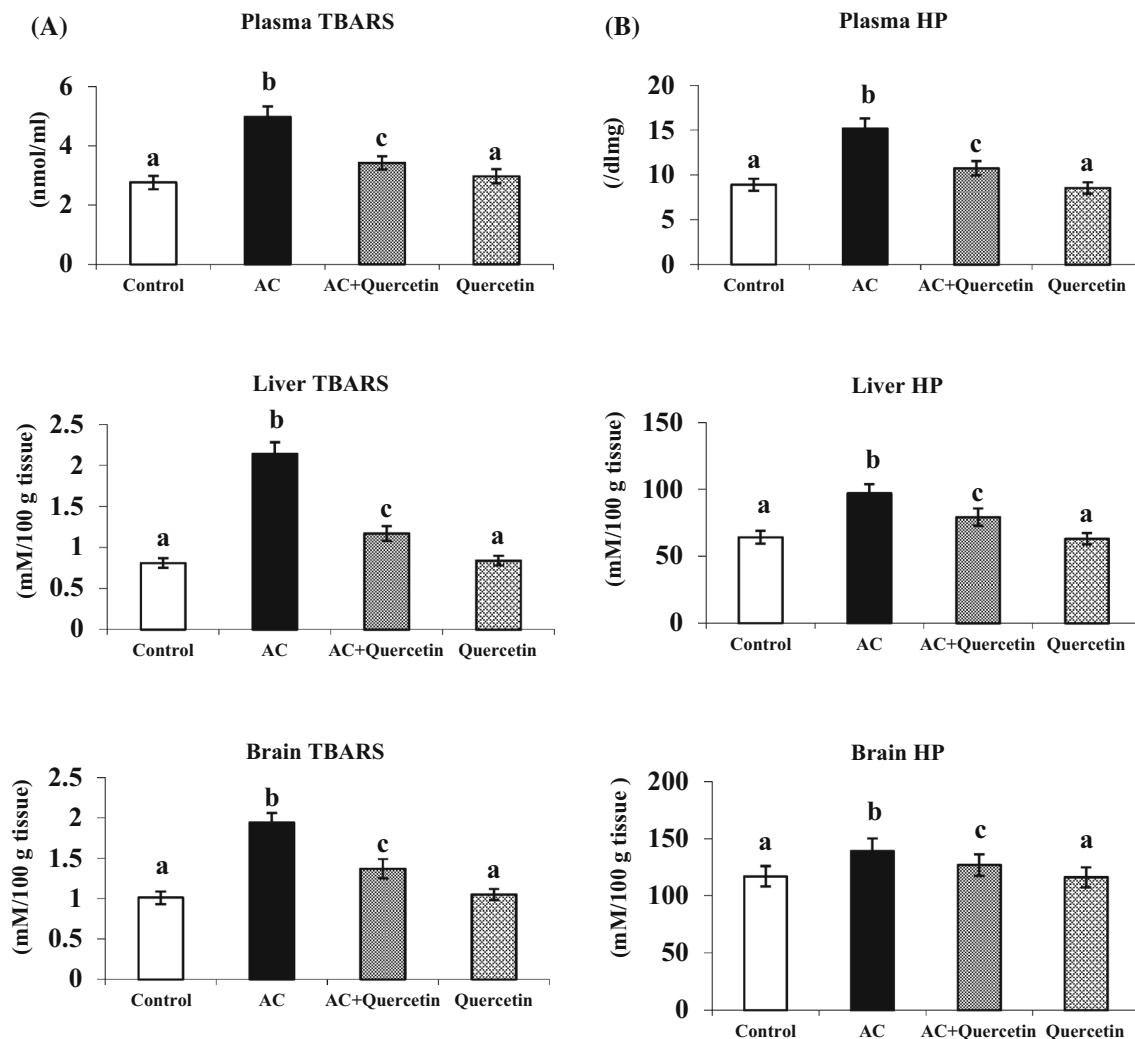 (A)
Plasma TBARS
(nmol/ml)
6
4
2
0
a
b
c
a
Control AC AC+Quercetin Quercetin
(B)
Plasma HP
(/dlmg)
20
15
10
5
0
a
b
c
a
Control AC AC+Quercetin Quercetin
Liver TBARS
(mM/100 g tissue)
2.5
2
1.5
1
0.5
0
a
b
c
a
Control AC AC+Quercetin Quercetin
Liver HP
(mM/100 g tissue)
150
100
50
0
a
b
c
a
Control AC AC+Quercetin Quercetin
Brain TBARS
(mM/100 g tissue)
2.5
2
1.5
1
0.5
0
a
b
c
a
Control AC AC+Quercetin Quercetin
Brain HP
(mM/100 g tissue )
200
150
100
50
0
a
b
c
a
Control AC AC+Quercetin Quercetin